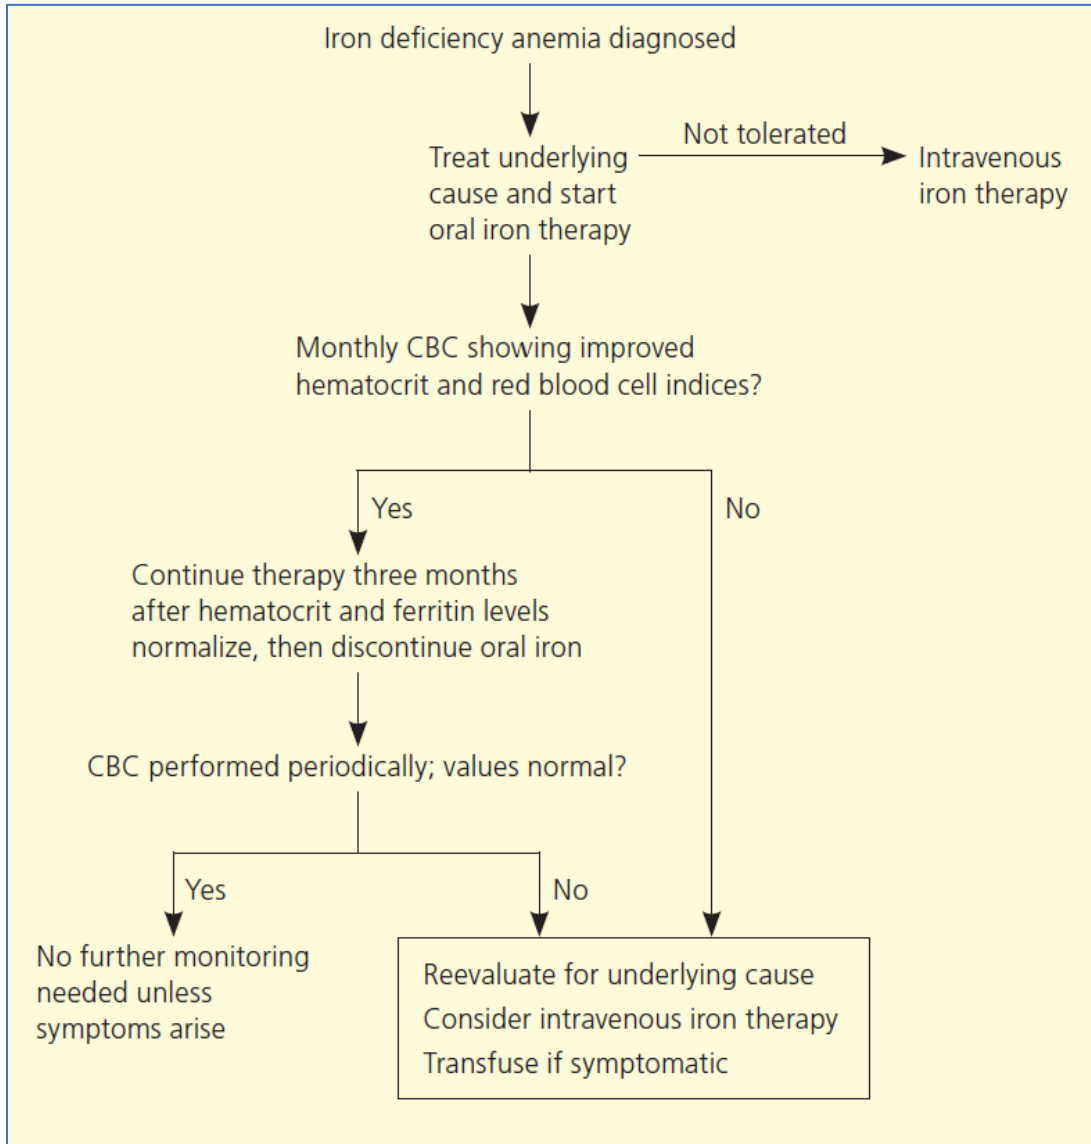 Iron deficiency anemia diagnosed
Not tolerated
Treat underlying
cause and start
oral iron therapy
Intravenous
iron therapy
Monthly CBC showing improved
hematocrit and red blood cell indices?
Yes
No
Continue therapy three months
after hematocrit and ferritin levels
normalize, then discontinue oral iron
CBC performed periodically; values normal?
Yes
No
No further monitoring
needed unless
symptoms arise
Reevaluate for underlying cause
Consider intravenous iron therapy
Transfuse if symptomatic